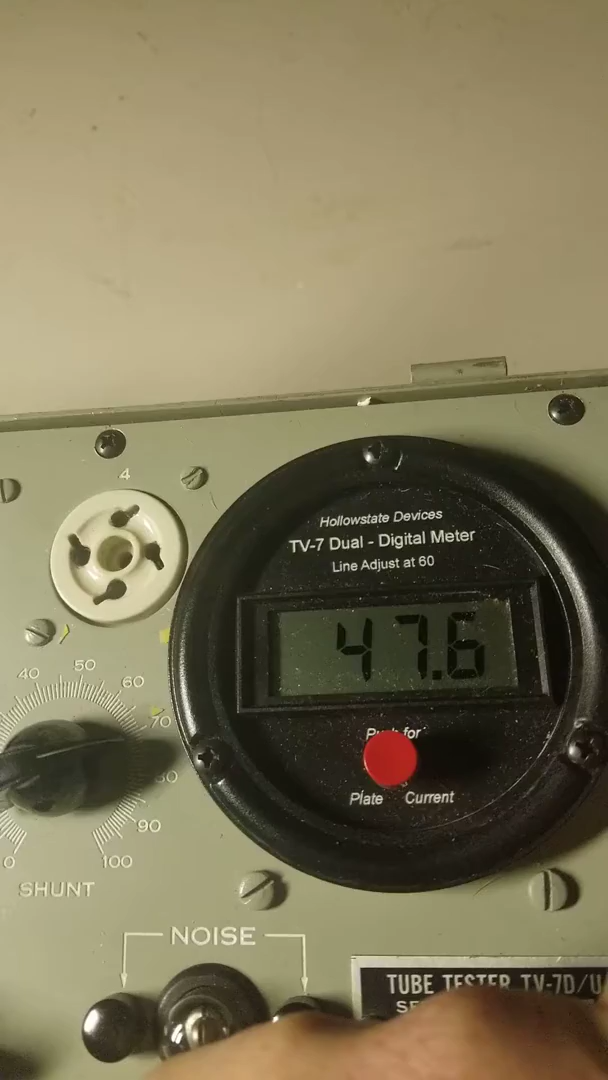 4
Hollowstate Devices
TV-7 Dual - Digital Meter
Line Adjust at 60
47.6
Push for
Plate Current
40 50 60 70 80 90 100 0
SHUNT
NOISE
TUBE TESTER TV-7D/U